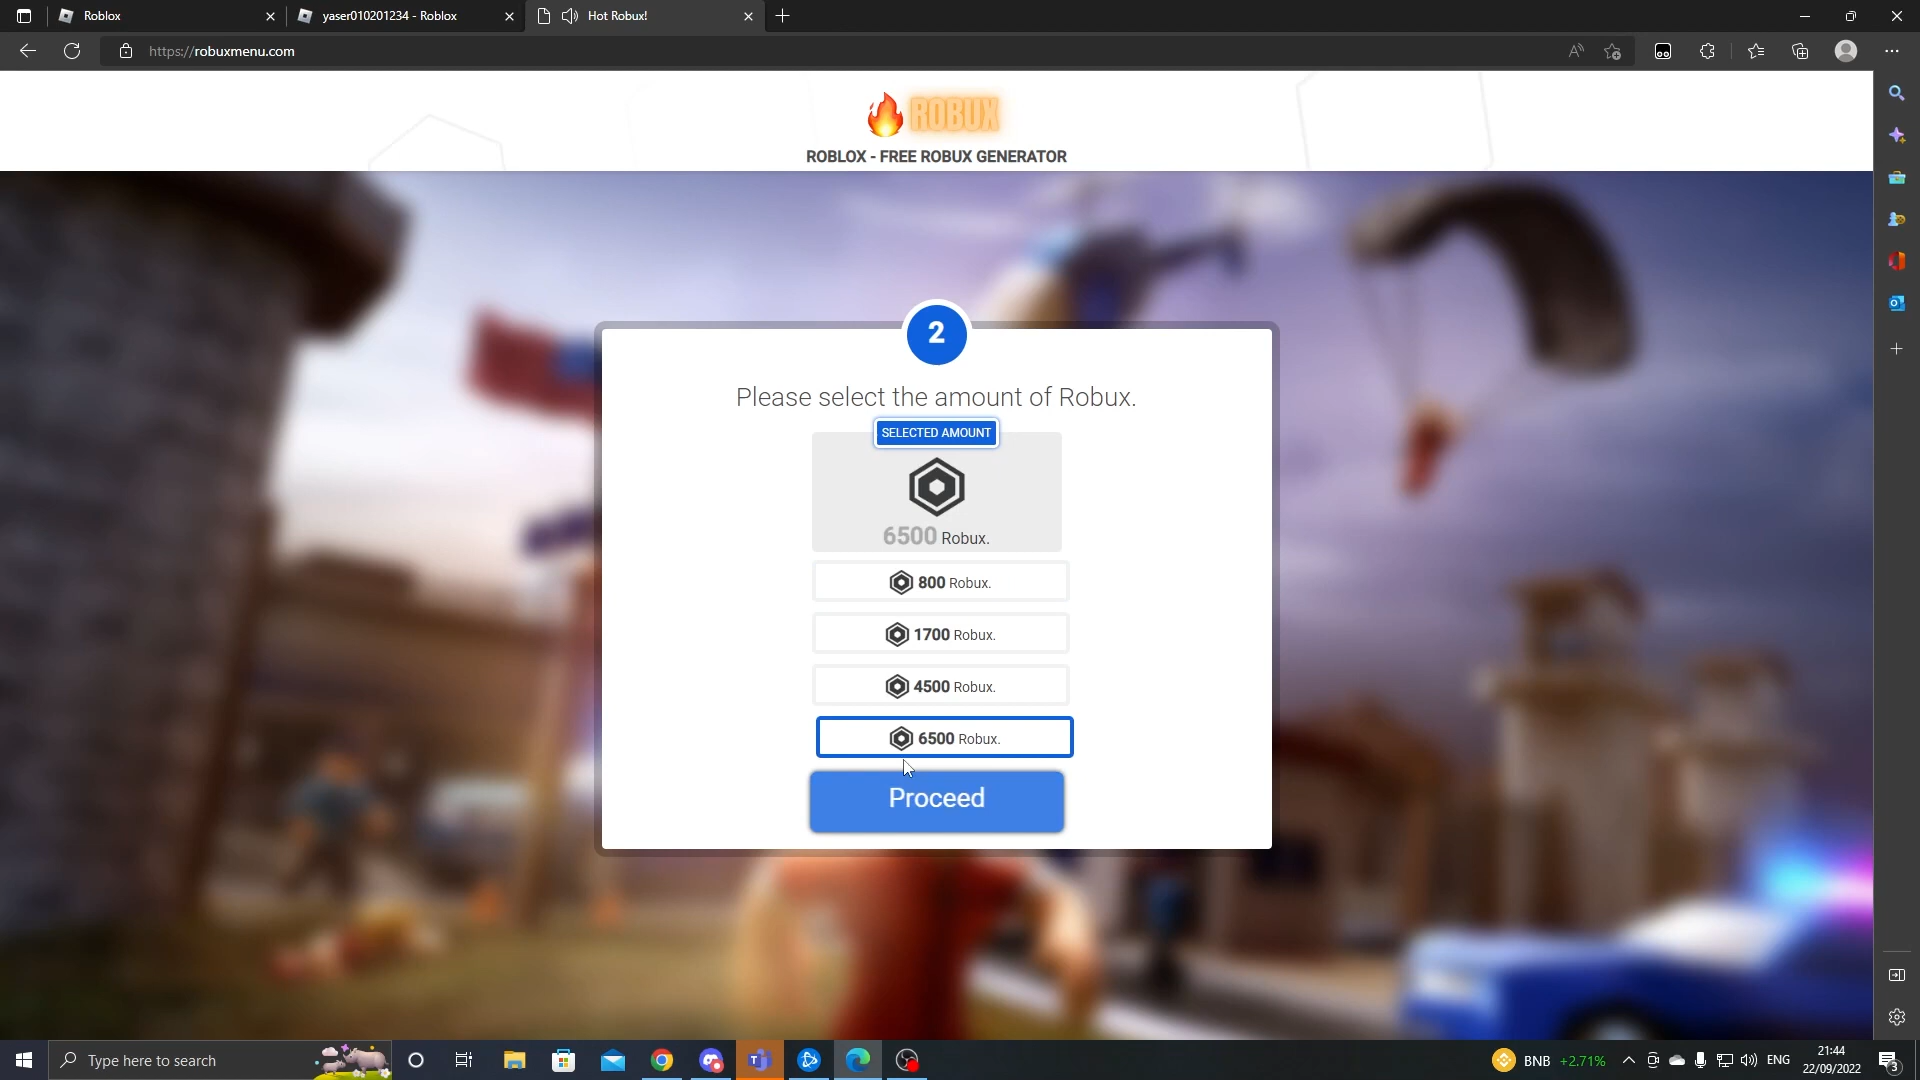 Roblox
yaser010201234 - Roblox
Hot Robux!
https://robuxmenu.com
ROBUX
ROBLOX - FREE ROBUX GENERATOR
2
Please select the amount of Robux.
SELECTED AMOUNT
6500 Robux.
800 Robux.
1700 Robux.
4500 Robux.
6500 Robux.
Proceed
Type here to search
BNB +2.71%
ENG
21:44
22/09/2022
3